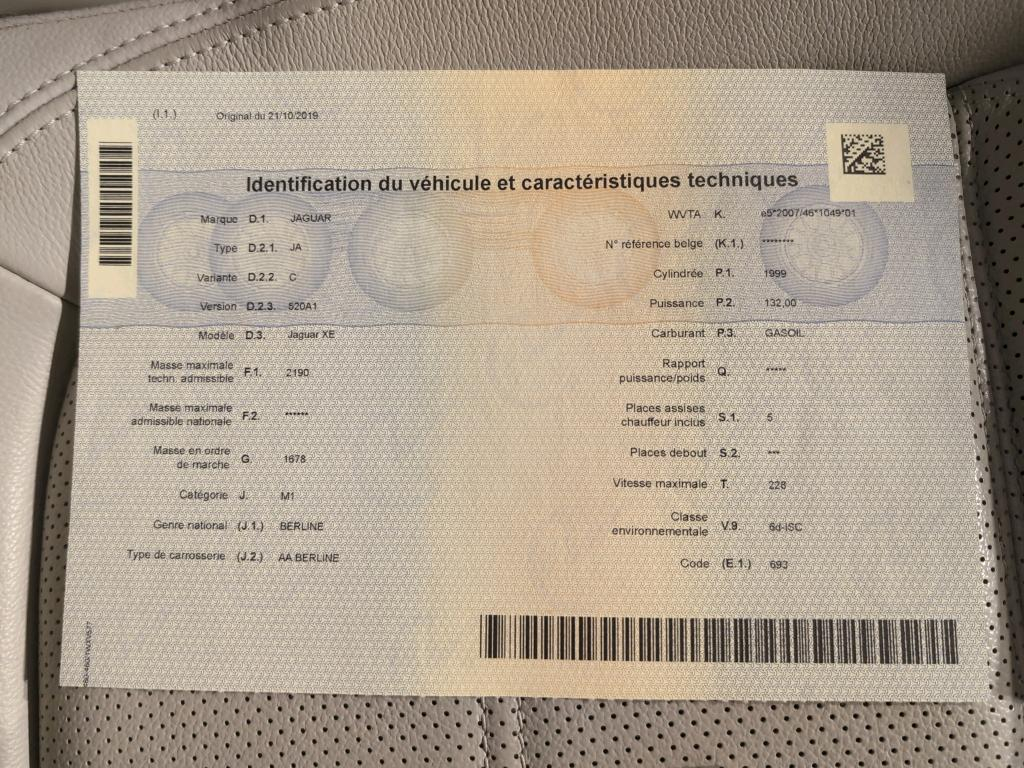 (I.1.) Original du 21/10/2019
Identification du véhicule et caractéristiques techniques
Marque D.1. JAGUAR
Type D.2.1. JA
Variante D.2.2. C
Version D.2.3. 520A1
Modèle D.3. Jaguar XE
Masse maximale
techn. admissible F.1. 2190
Masse maximale
admissible nationale F.2. ******
Masse en ordre
de marche G. 1678
Catégorie J. M1
Genre national (J.1.) BERLINE
Type de carrosserie (J.2.) AA BERLINE
WVTA K. e5*2007/46*1049*01
N° référence belge (K.1.) ********
Cylindrée P.1. 1999
Puissance P.2. 132,00
Carburant P.3. GASOIL
Rapport
puissance/poids Q. *****
Places assises
chauffeur inclus S.1. 5
Places debout S.2. ***
Vitesse maximale T. 228
Classe
environnementale V.9. 6d-ISC
Code (E.1.) 693